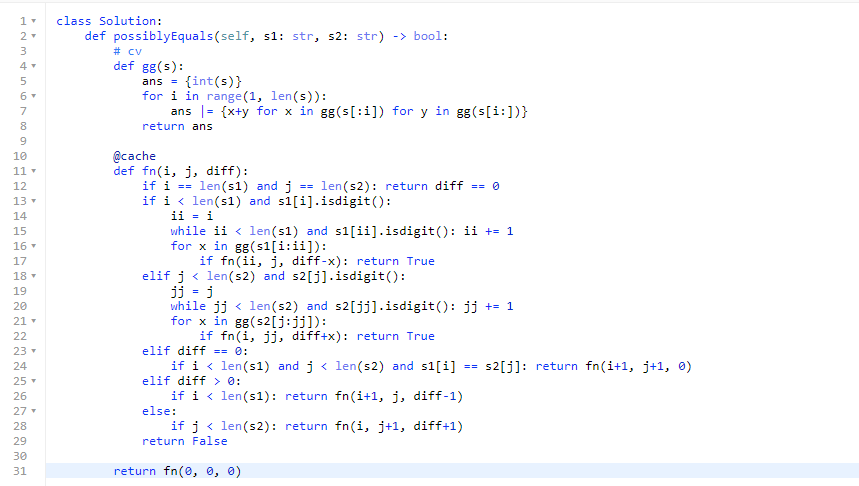 1 class Solution:
2     def possiblyEquals(self, s1: str, s2: str) -> bool:
3         # cv
4         def gg(s):
5             ans = {int(s)}
6             for i in range(1, len(s)):
7                 ans |= {x+y for x in gg(s[:i]) for y in gg(s[i:])}
8             return ans
9
10         @cache
11         def fn(i, j, diff):
12             if i == len(s1) and j == len(s2): return diff == 0
13             if i < len(s1) and s1[i].isdigit():
14                 ii = i
15                 while ii < len(s1) and s1[ii].isdigit(): ii += 1
16                 for x in gg(s1[i:ii]):
17                     if fn(ii, j, diff-x): return True
18             elif j < len(s2) and s2[j].isdigit():
19                 jj = j
20                 while jj < len(s2) and s2[jj].isdigit(): jj += 1
21                 for x in gg(s2[j:jj]):
22                     if fn(i, jj, diff+x): return True
23             elif diff == 0:
24                 if i < len(s1) and j < len(s2) and s1[i] == s2[j]: return fn(i+1, j+1, 0)
25             elif diff > 0:
26                 if i < len(s1): return fn(i+1, j, diff-1)
27             else:
28                 if j < len(s2): return fn(i, j+1, diff+1)
29             return False
30
31         return fn(0, 0, 0)